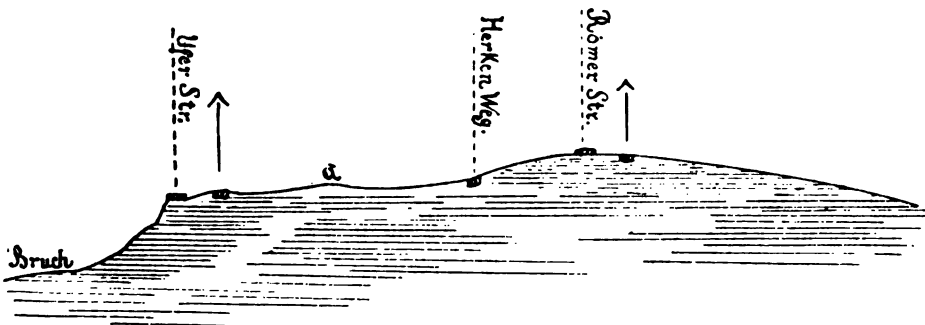 Ufer Str.
Herken Weg.
Römer Str.
a
Bruch